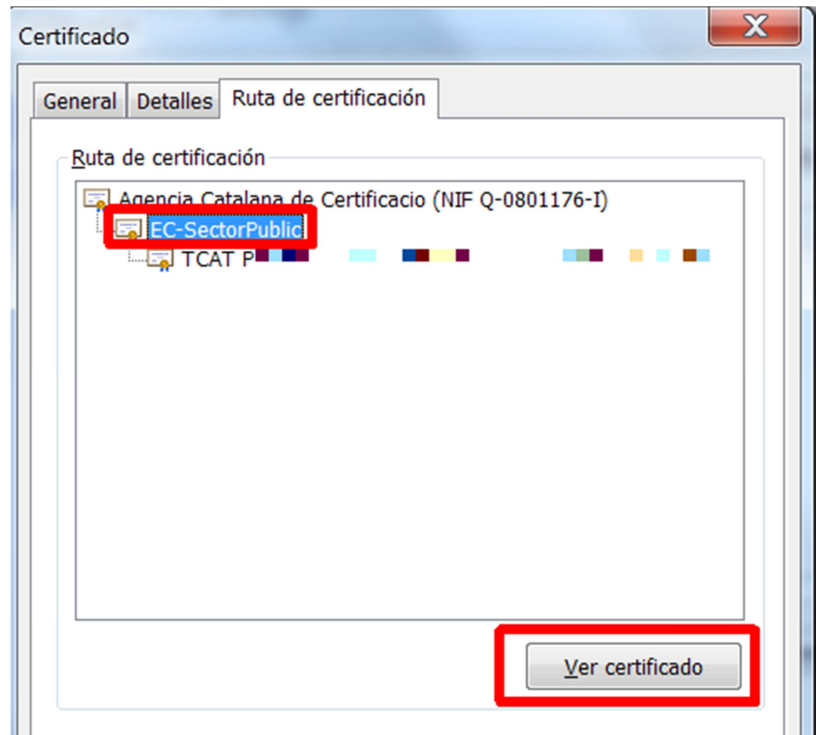 Certificado
General Detalles Ruta de certificación
Ruta de certificación
Agencia Catalana de Certificacio (NIF Q-0801176-I)
EC-SectorPublic
TCAT P
Ver certificado